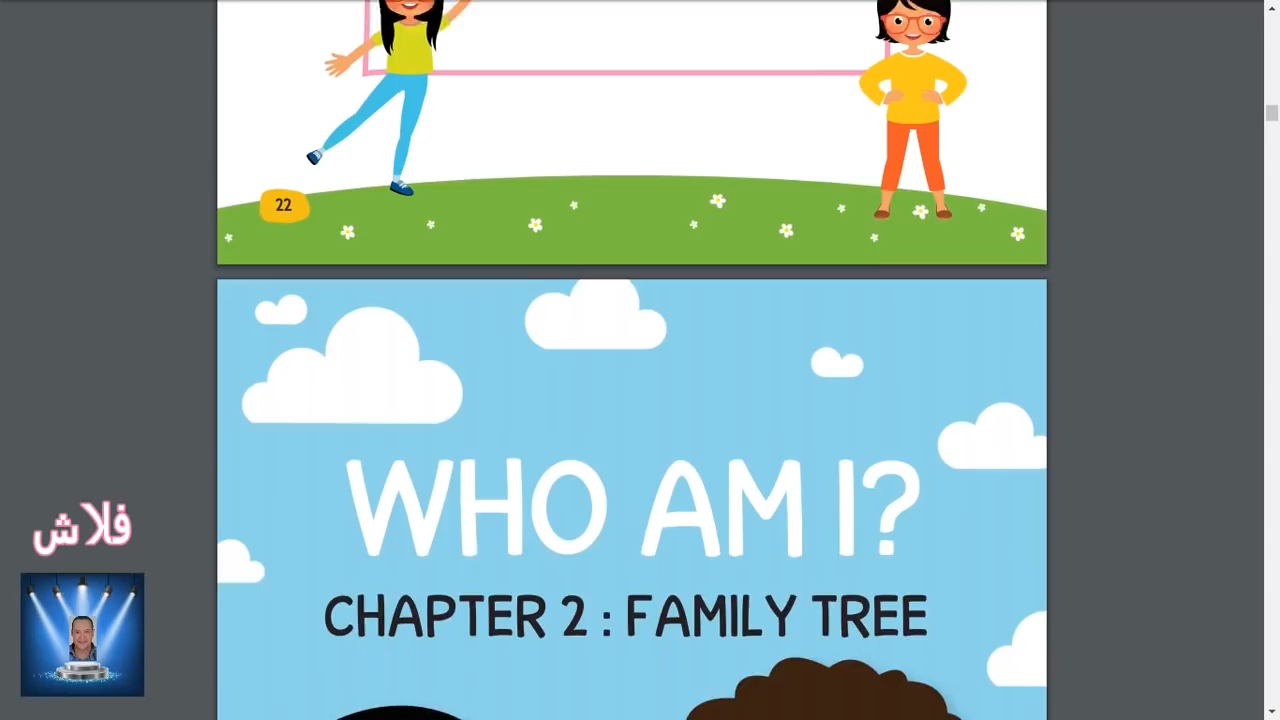 22
WHO AM I?
CHAPTER 2 : FAMILY TREE
فلاش